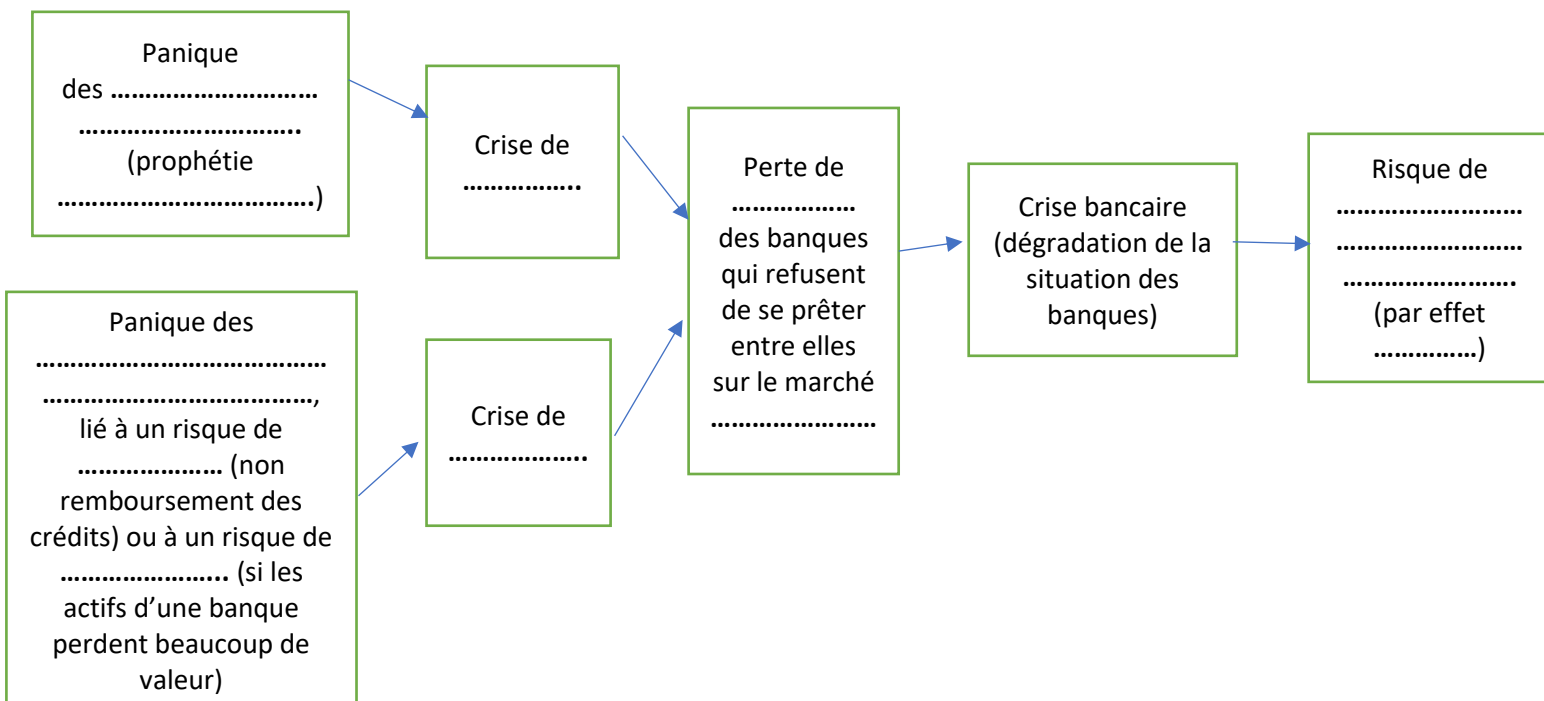 Panique
des ……………………………
……………………………..
(prophétie
……………………………….)
Crise de
……………..
Panique des
……………………………………
…………………………………,
lié à un risque de
………………… (non
remboursement des
crédits) ou à un risque de
…………………... (si les
actifs d’une banque
perdent beaucoup de
valeur)
Crise de
………………..
Perte de
………………
des banques
qui refusent
de se prêter
entre elles
sur le marché
……………………
Crise bancaire
(dégradation de la
situation des
banques)
Risque de
………………………
………………………
…………………….
(par effet
……………)